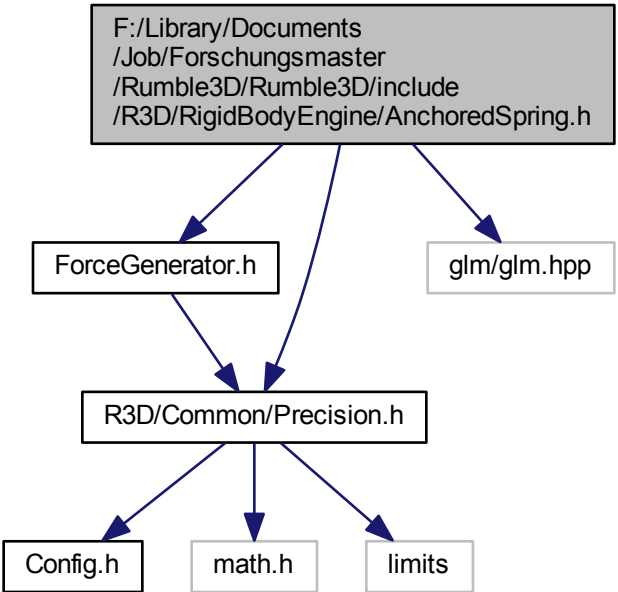 F:/Library/Documents
/Job/Forschungsmaster
/Rumble3D/Rumble3D/include
/R3D/RigidBodyEngine/AnchoredSpring.h
ForceGenerator.h
glm/glm.hpp
R3D/Common/Precision.h
Config.h
math.h
limits